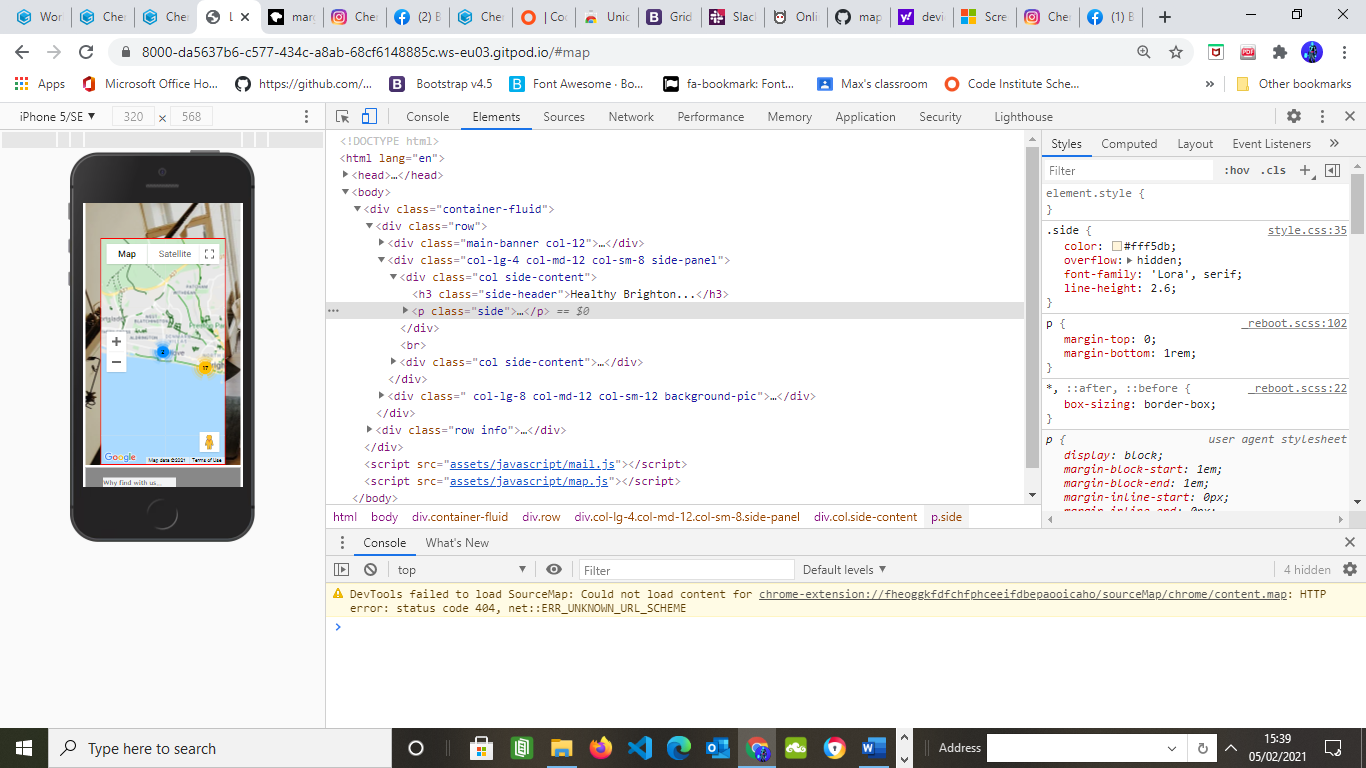 Wor
Cher
Cher
L
marg
Cher
(2) B
Cher
| Coc
Unic
Grid
Slack
Onli
map
devi
Scre
Cher
(1) B
8000-da5637b6-c577-434c-a8ab-68cf6148885c.ws-eu03.gitpod.io/#map
Apps
Microsoft Office Ho...
https://github.com/...
Bootstrap v4.5
Font Awesome · Bo...
fa-bookmark: Font...
Max's classroom
Code Institute Sche...
»
Other bookmarks
iPhone 5/SE ▼ 320 × 568
Console Elements Sources Network Performance Memory Application Security Lighthouse
Map Satellite
+
−
2
17
Google
Map data ©2021 Terms of Use
Why find with us...
<!DOCTYPE html>
<html lang="en">
<head>…</head>
<body>
<div class="container-fluid">
<div class="row">
<div class="main-banner col-12">…</div>
<div class="col-lg-4 col-md-12 col-sm-8 side-panel">
<div class="col side-content">
<h3 class="side-header">Healthy Brighton...</h3>
<p class="side">…</p> == $0
</div>
<br>
<div class="col side-content">…</div>
</div>
<div class=" col-lg-8 col-md-12 col-sm-12 background-pic">…</div>
</div>
<div class="row info">…</div>
</div>
<script src="assets/javascript/mail.js"></script>
<script src="assets/javascript/map.js"></script>
</body>
html body div.container-fluid div.row div.col-lg-4.col-md-12.col-sm-8.side-panel div.col.side-content p.side
Styles Computed Layout Event Listeners »
Filter :hov .cls +
element.style {
}
.side { style.css:35
color: #fff5db;
overflow: hidden;
font-family: 'Lora', serif;
line-height: 2.6;
}
p { _reboot.scss:102
margin-top: 0;
margin-bottom: 1rem;
}
*, ::after, ::before { _reboot.scss:22
box-sizing: border-box;
}
p { user agent stylesheet
display: block;
margin-block-start: 1em;
margin-block-end: 1em;
margin-inline-start: 0px;
margin-inline-end: 0px;
Console What's New
top ▼ Filter Default levels ▼ 4 hidden
DevTools failed to load SourceMap: Could not load content for chrome-extension://fheoggkfdfchfphceeifdbepaooicaho/sourceMap/chrome/content.map: HTTP
error: status code 404, net::ERR_UNKNOWN_URL_SCHEME
Type here to search
Address
15:39
05/02/2021